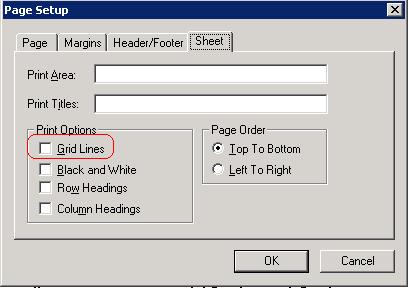 Page Setup
Page
Margins
Header/Footer
Sheet
Print Area:
Print Titles:
Print Options
Grid Lines
Black and White
Row Headings
Column Headings
Page Order
Top To Bottom
Left To Right
OK
Cancel